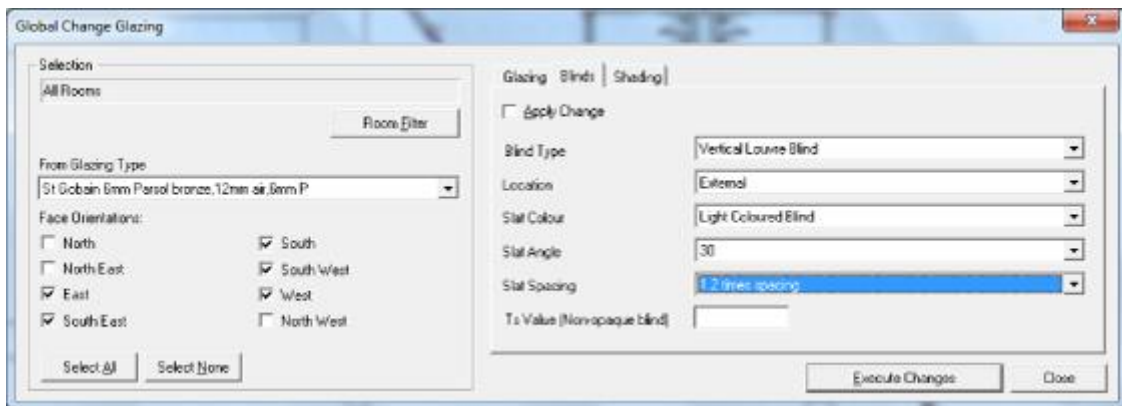 Global Change Glazing
Selection
All Rooms
Room Filter
From Glazing Type
St Gobain 6mm Parsol bronze,12mm air,6mm P
Face Orientations:
North
South
North East
South West
East
West
South East
North West
Select All
Select None
Glazing Blinds Shading
Apply Change
Blind Type
Vertical Louvre Blind
Location
External
Slat Colour
Light Coloured Blind
Slat Angle
30
Slat Spacing
1.2 times spacing
Ts Value (Non-opaque blind)
Execute Changes
Close